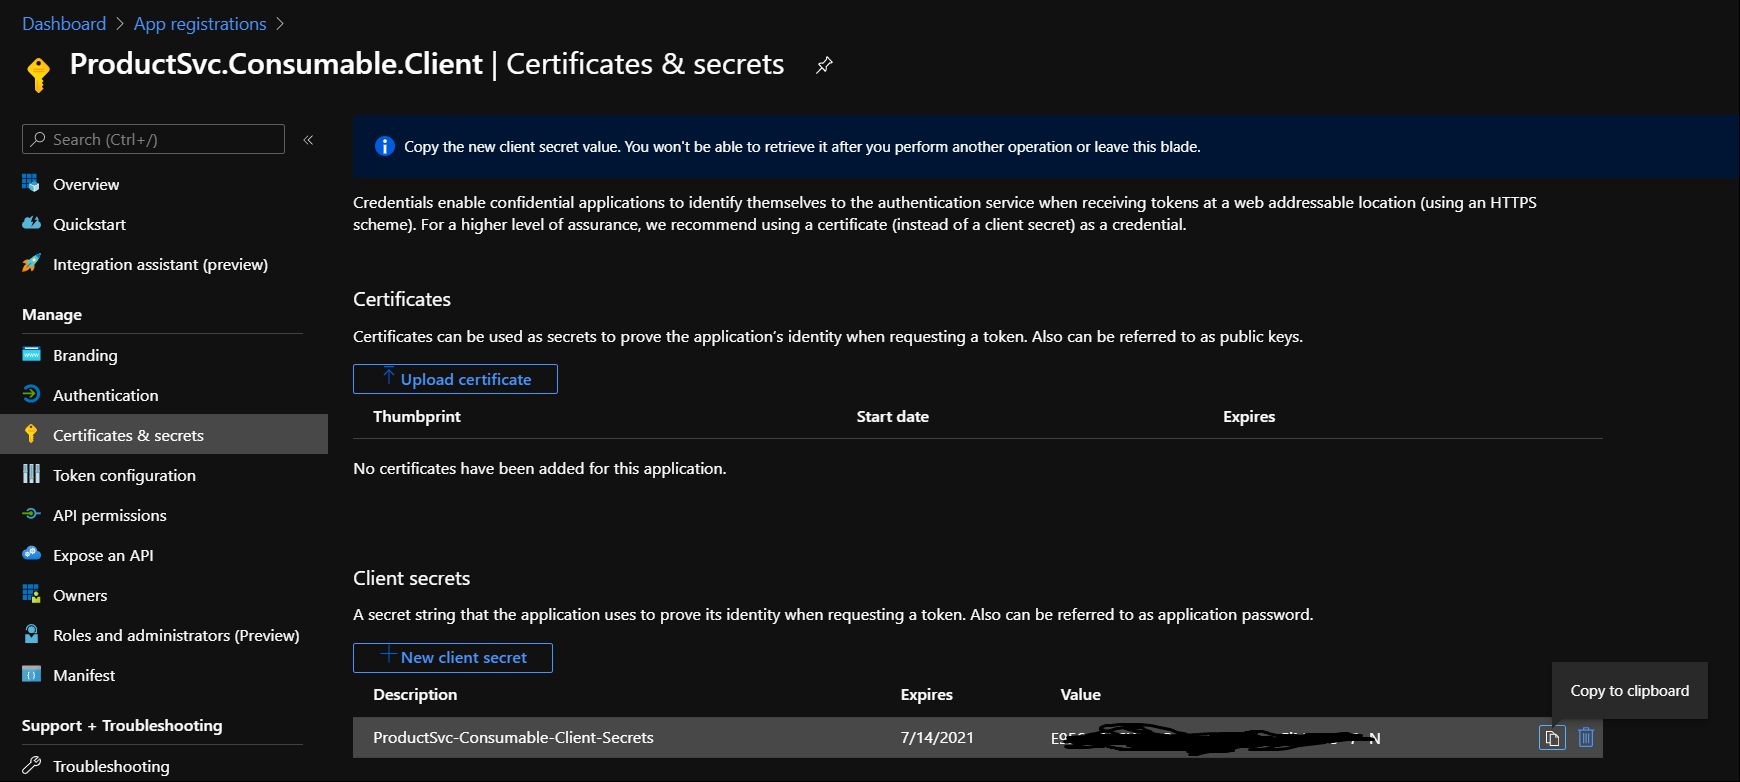 Dashboard > App registrations >
ProductSvc.Consumable.Client | Certificates & secrets
Search (Ctrl+/)
«
Overview
Quickstart
Integration assistant (preview)
Manage
Branding
Authentication
Certificates & secrets
Token configuration
API permissions
Expose an API
Owners
Roles and administrators (Preview)
Manifest
Support + Troubleshooting
Troubleshooting
Copy the new client secret value. You won't be able to retrieve it after you perform another operation or leave this blade.
Credentials enable confidential applications to identify themselves to the authentication service when receiving tokens at a web addressable location (using an HTTPS
scheme). For a higher level of assurance, we recommend using a certificate (instead of a client secret) as a credential.
Certificates
Certificates can be used as secrets to prove the application's identity when requesting a token. Also can be referred to as public keys.
Upload certificate
Thumbprint Start date Expires
No certificates have been added for this application.
Client secrets
A secret string that the application uses to prove its identity when requesting a token. Also can be referred to as application password.
New client secret
Description Expires Value
Copy to clipboard
ProductSvc-Consumable-Client-Secrets 7/14/2021